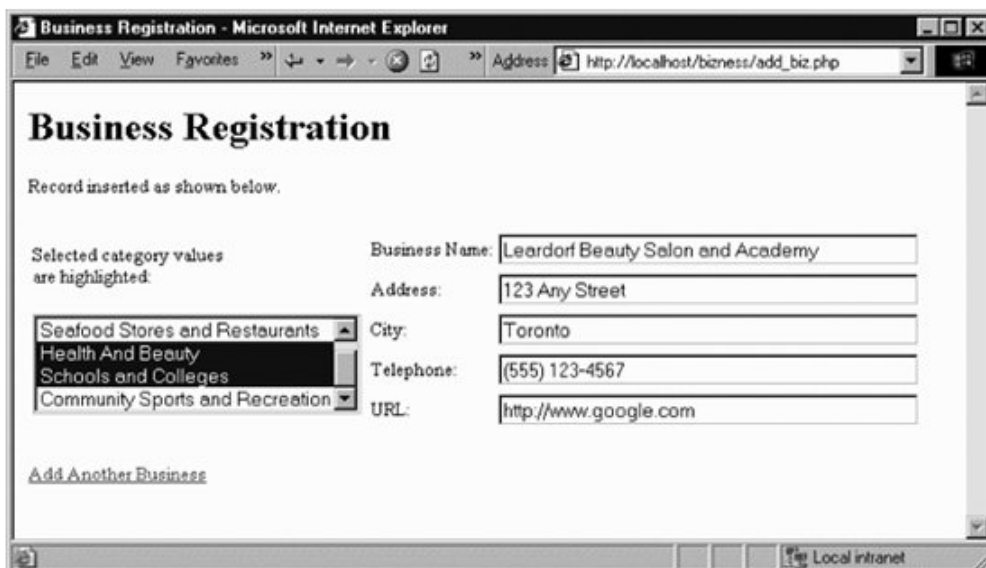 Business Registration - Microsoft Internet Explorer
File Edit View Favorites » » Address http://localhost/bizness/add_biz.php
Business Registration
Record inserted as shown below.
Selected category values
are highlighted:
Seafood Stores and Restaurants
Health And Beauty
Schools and Colleges
Community Sports and Recreation
Business Name: Leardorf Beauty Salon and Academy
Address: 123 Any Street
City: Toronto
Telephone: (555) 123-4567
URL: http://www.google.com
Add Another Business
Local intranet